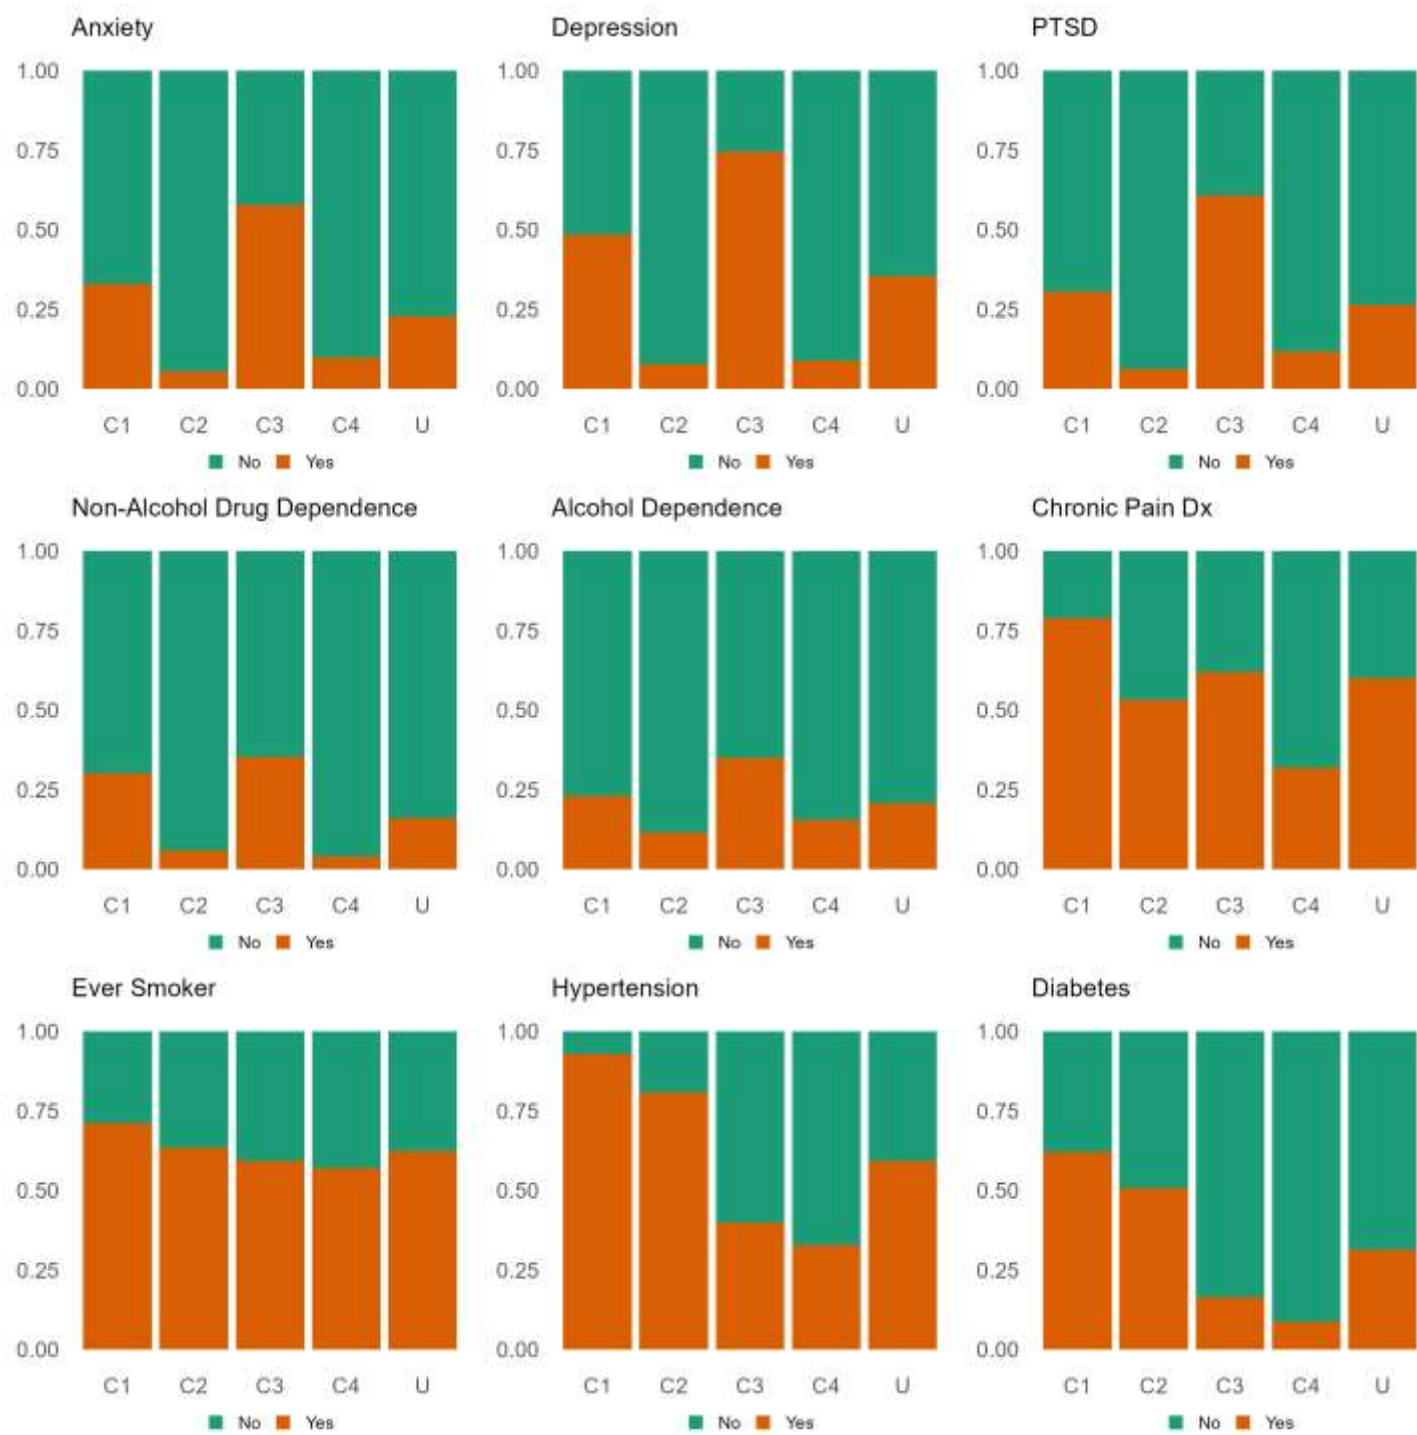 Anxiety
Depression
PTSD
1.00
0.75
0.50
0.25
0.00
C1 C2 C3 C4 U
No Yes
1.00
0.75
0.50
0.25
0.00
C1 C2 C3 C4 U
No Yes
1.00
0.75
0.50
0.25
0.00
C1 C2 C3 C4 U
No Yes
Non-Alcohol Drug Dependence
Alcohol Dependence
Chronic Pain Dx
1.00
0.75
0.50
0.25
0.00
C1 C2 C3 C4 U
No Yes
1.00
0.75
0.50
0.25
0.00
C1 C2 C3 C4 U
No Yes
1.00
0.75
0.50
0.25
0.00
C1 C2 C3 C4 U
No Yes
Ever Smoker
Hypertension
Diabetes
1.00
0.75
0.50
0.25
0.00
C1 C2 C3 C4 U
No Yes
1.00
0.75
0.50
0.25
0.00
C1 C2 C3 C4 U
No Yes
1.00
0.75
0.50
0.25
0.00
C1 C2 C3 C4 U
No Yes